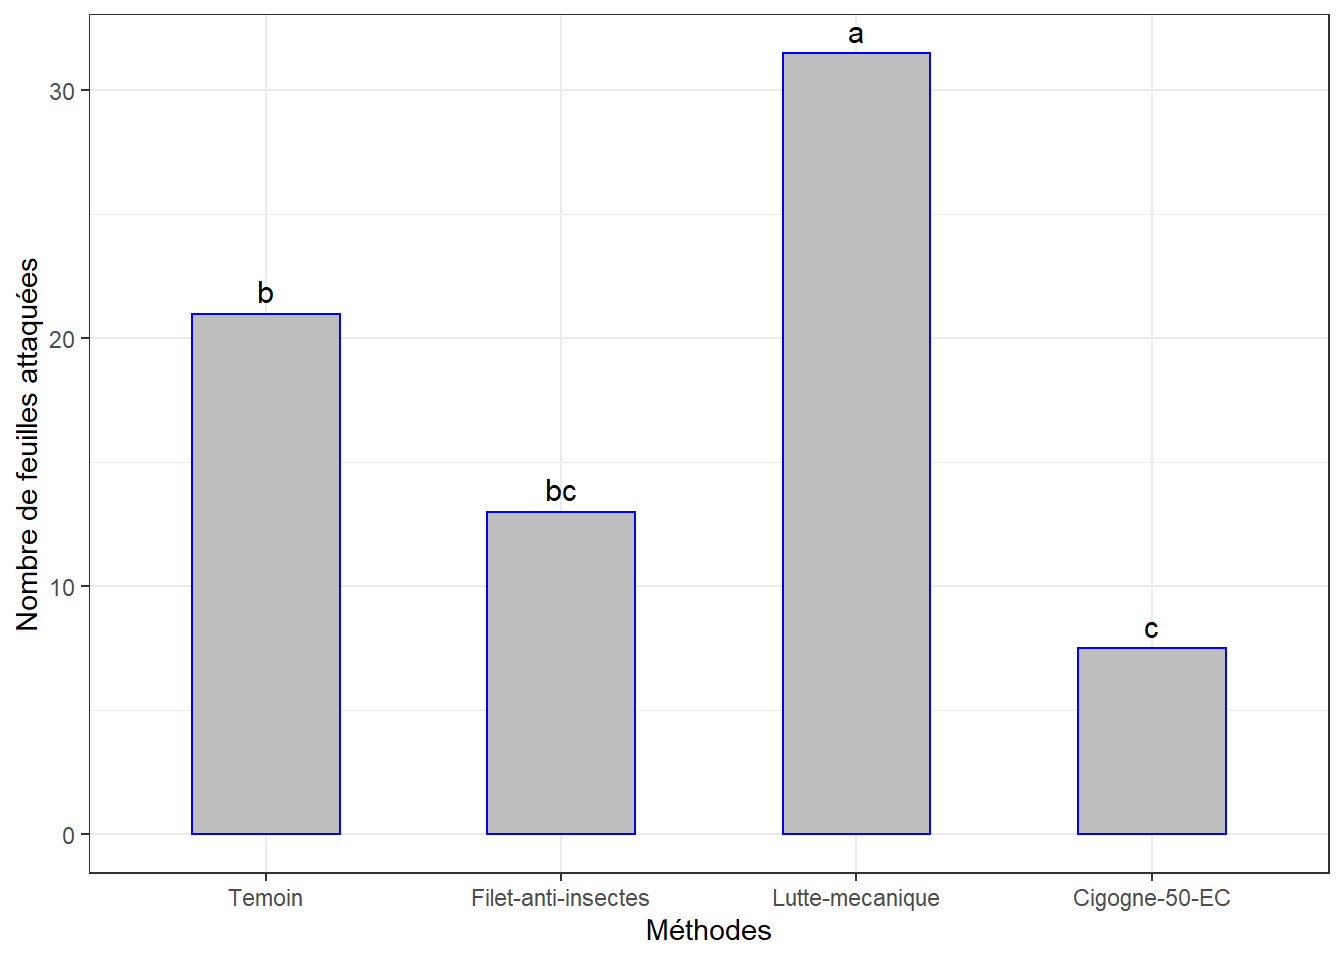 Nombre de feuilles attaquées
30
20
10
0
b
bc
a
c
Temoin
Filet-anti-insectes
Lutte-mecanique
Cigogne-50-EC
Méthodes